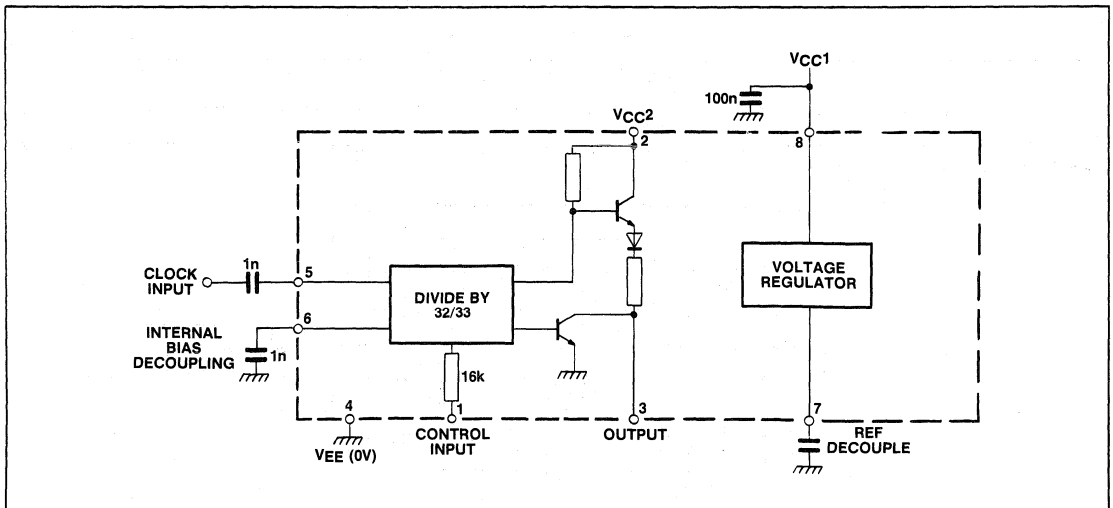 VCC1
100n
VCC2
2
8
CLOCK
INPUT
1n
5
DIVIDE BY
32/33
VOLTAGE
REGULATOR
6
INTERNAL
BIAS
DECOUPLING
1n
16k
4
1
3
7
VEE (0V)
CONTROL
INPUT
OUTPUT
REF
DECOUPLE